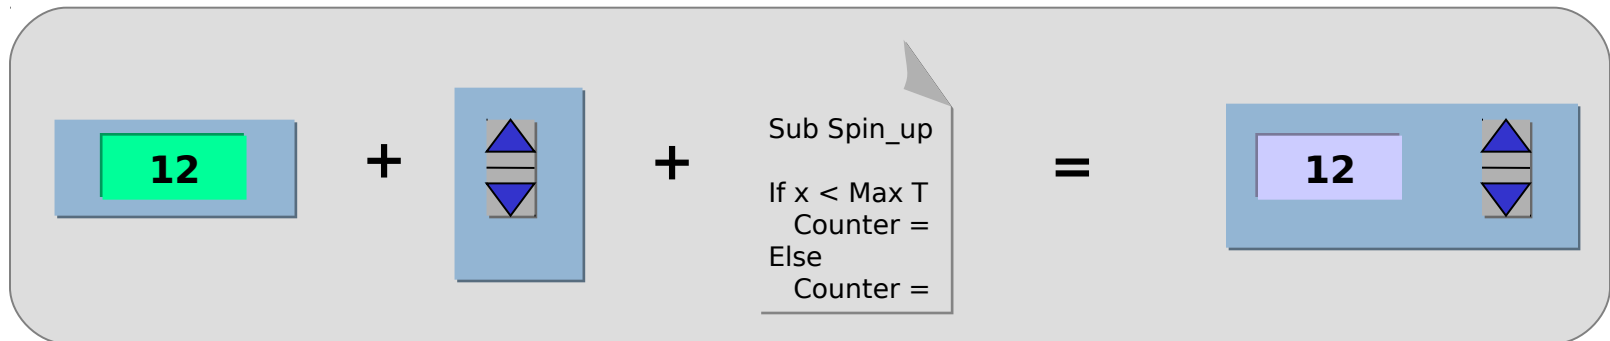 12
+
+
Sub Spin_up
If x < Max T
Counter =
Else
Counter =
=
12